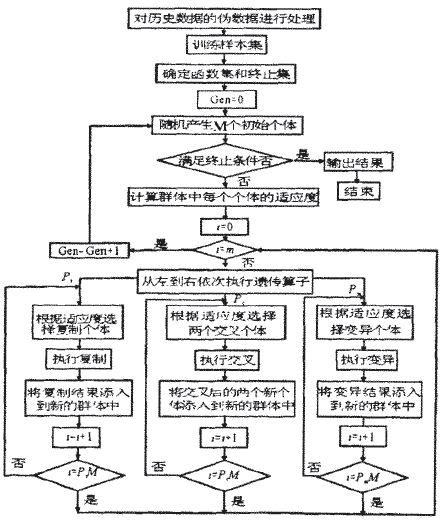 对历史数据的伪数据进行处理
训练样本集
确定函数集和终止集
Gen=0
随机产生M个初始个体
满足终止条件否
是
输出结果
结束
否
计算群体中每个个体的适应度
i=0
i=m
是
Gen=Gen+1
否
从左到右依次执行遗传算子
根据适应度选
择复制个体
执行复制
将复制结果添入
到新的群体中
i=i+1
否
是
根据适应度选择
两个交叉个体
执行交叉
将交叉后的两个新个
体添入到新的群体中
i=i+1
否
是
根据适应度选
择变异个体
执行变异
将变异结果添入
到新的群体中
i=i+1
否
是